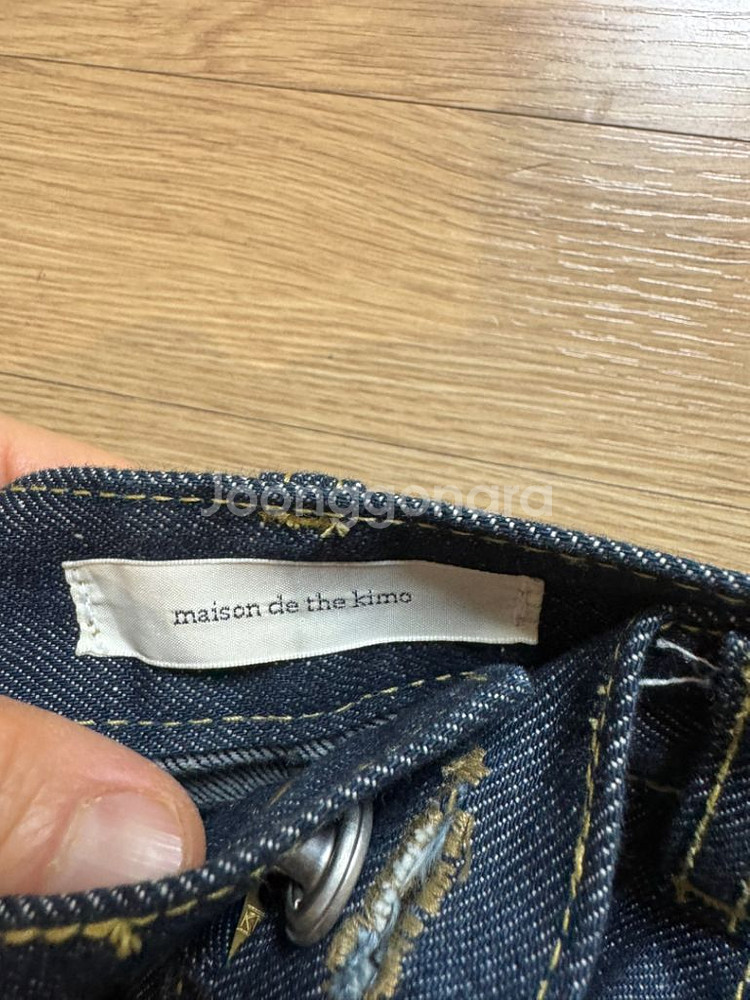 Joonggonara
maison de the kimo